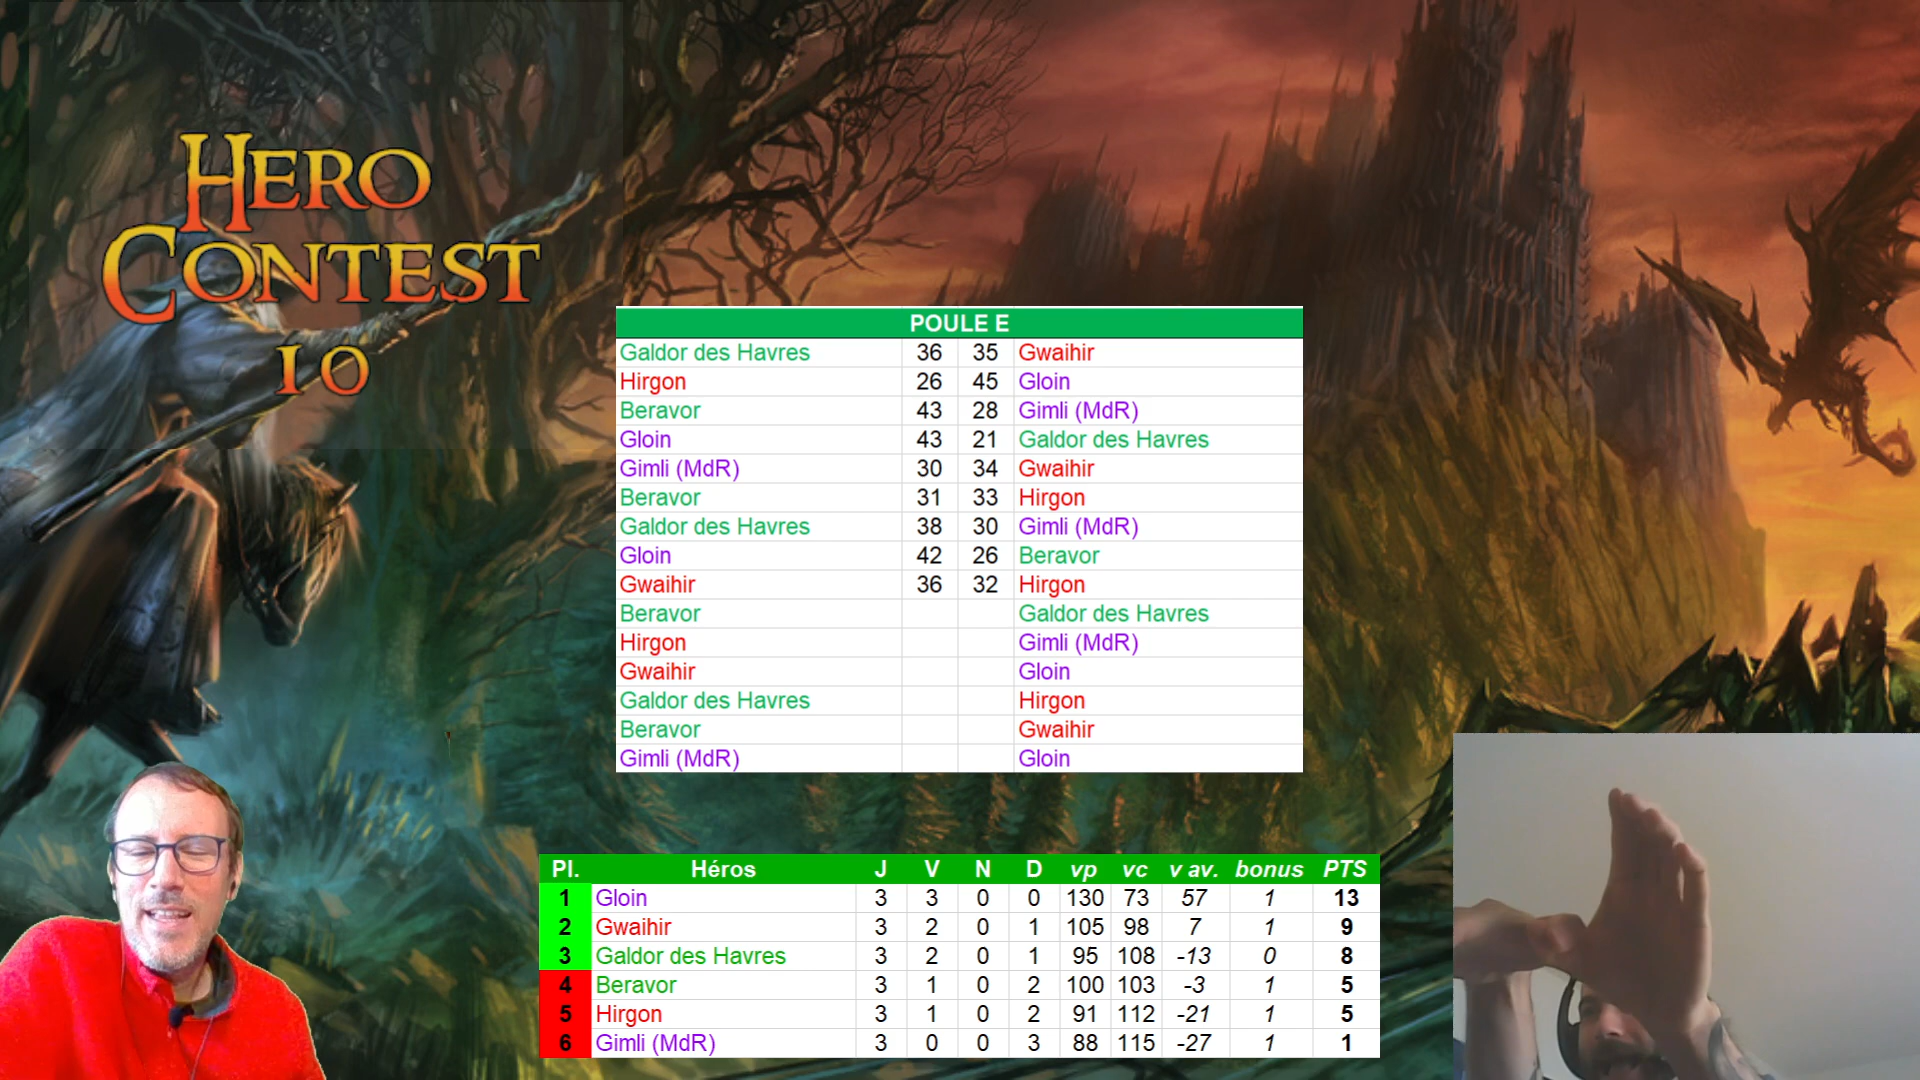 HERO
CONTEST
10
POULE E
Galdor des Havres 36 35 Gwaihir
Hirgon 26 45 Gloin
Beravor 43 28 Gimli (MdR)
Gloin 43 21 Galdor des Havres
Gimli (MdR) 30 34 Gwaihir
Beravor 31 33 Hirgon
Galdor des Havres 38 30 Gimli (MdR)
Gloin 42 26 Beravor
Gwaihir 36 32 Hirgon
Beravor Galdor des Havres
Hirgon Gimli (MdR)
Gwaihir Gloin
Galdor des Havres Hirgon
Beravor Gwaihir
Gimli (MdR) Gloin
Pl. Héros J V N D vp vc v av. bonus PTS
1 Gloin 3 3 0 0 130 73 57 1 13
2 Gwaihir 3 2 0 1 105 98 7 1 9
3 Galdor des Havres 3 2 0 1 95 108 -13 0 8
4 Beravor 3 1 0 2 100 103 -3 1 5
5 Hirgon 3 1 0 2 91 112 -21 1 5
6 Gimli (MdR) 3 0 0 3 88 115 -27 1 1